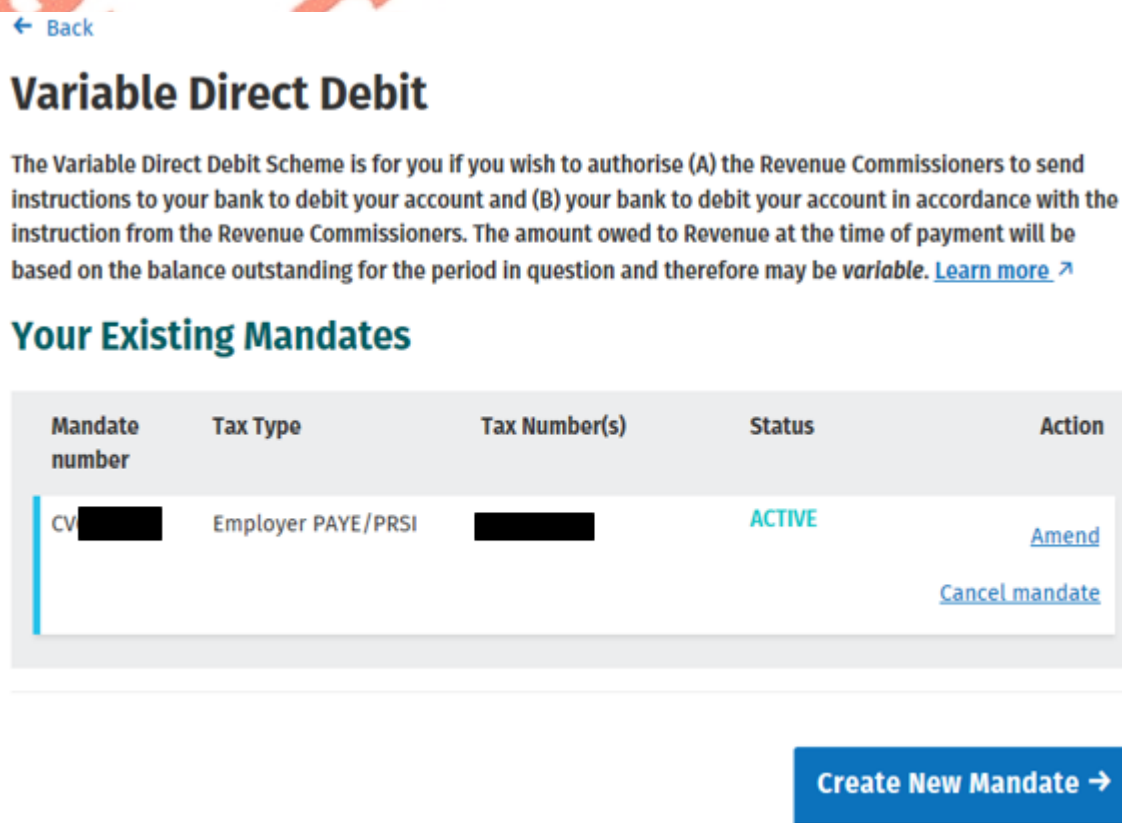 ← Back
Variable Direct Debit
The Variable Direct Debit Scheme is for you if you wish to authorise (A) the Revenue Commissioners to send
instructions to your bank to debit your account and (B) your bank to debit your account in accordance with the
instruction from the Revenue Commissioners. The amount owed to Revenue at the time of payment will be
based on the balance outstanding for the period in question and therefore may be variable. Learn more ↗
Your Existing Mandates
Mandate number Tax Type Tax Number(s) Status Action
CV Employer PAYE/PRSI ACTIVE Amend
Cancel mandate
Create New Mandate →